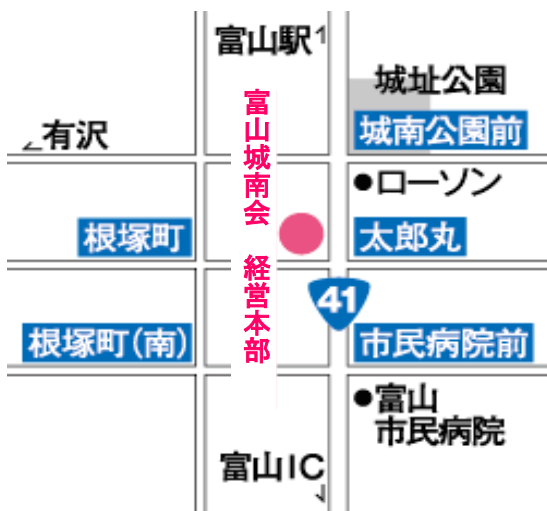 富山駅
城址公園
城南公園前
有沢
富山城南会 経営本部
ローソン
根塚町
太郎丸
41
根塚町(南)
市民病院前
富山
市民病院
富山IC